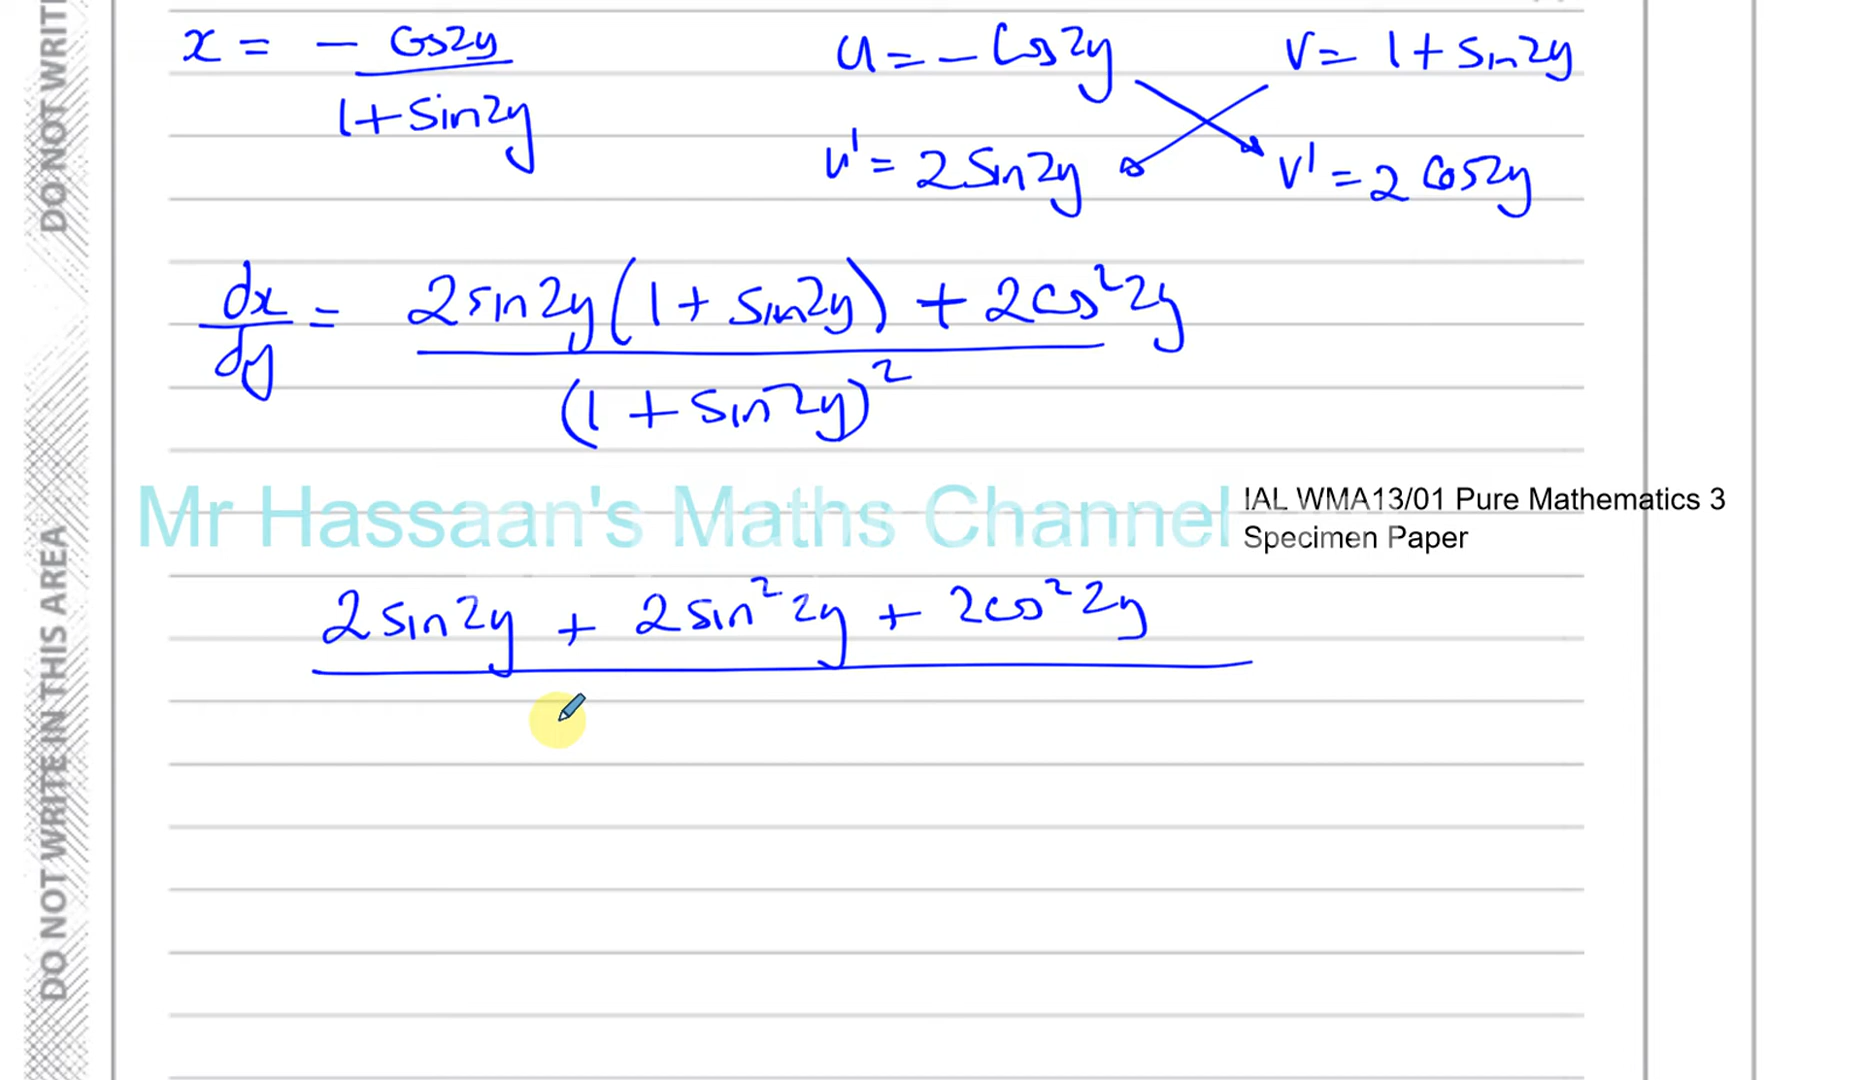 x = - cos2y / 1+sin2y
u = - Cos2y
v = 1+ sin2y
u' = 2Sin2y
v' = 2 Cos2y
dx/dy = 2sin2y(1+ sin2y) + 2cos²2y / (1+sin2y)²
Mr Hassaan's Maths Channel
IAL WMA13/01 Pure Mathematics 3
Specimen Paper
2sin2y + 2sin²2y + 2cos²2y
DO NOT WRIT
DO NOT WRITE IN THIS AREA